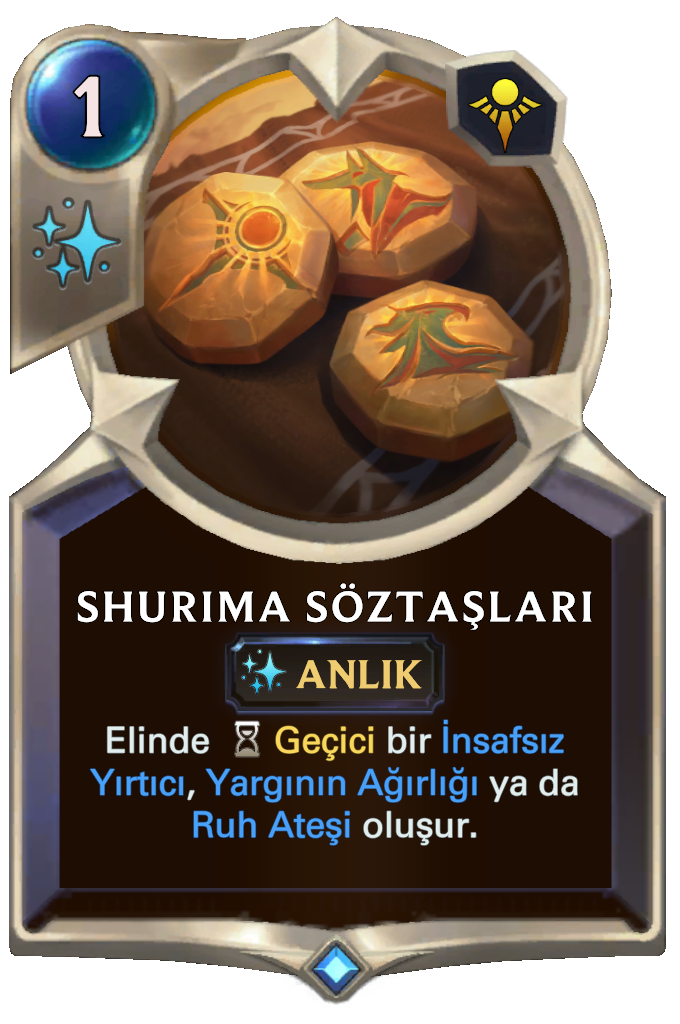 1
SHURIMA SÖZTAŞLARI
ANLIK
Elinde Geçici bir İnsafsız
Yırtıcı, Yargının Ağırlığı ya da
Ruh Ateşi oluşur.